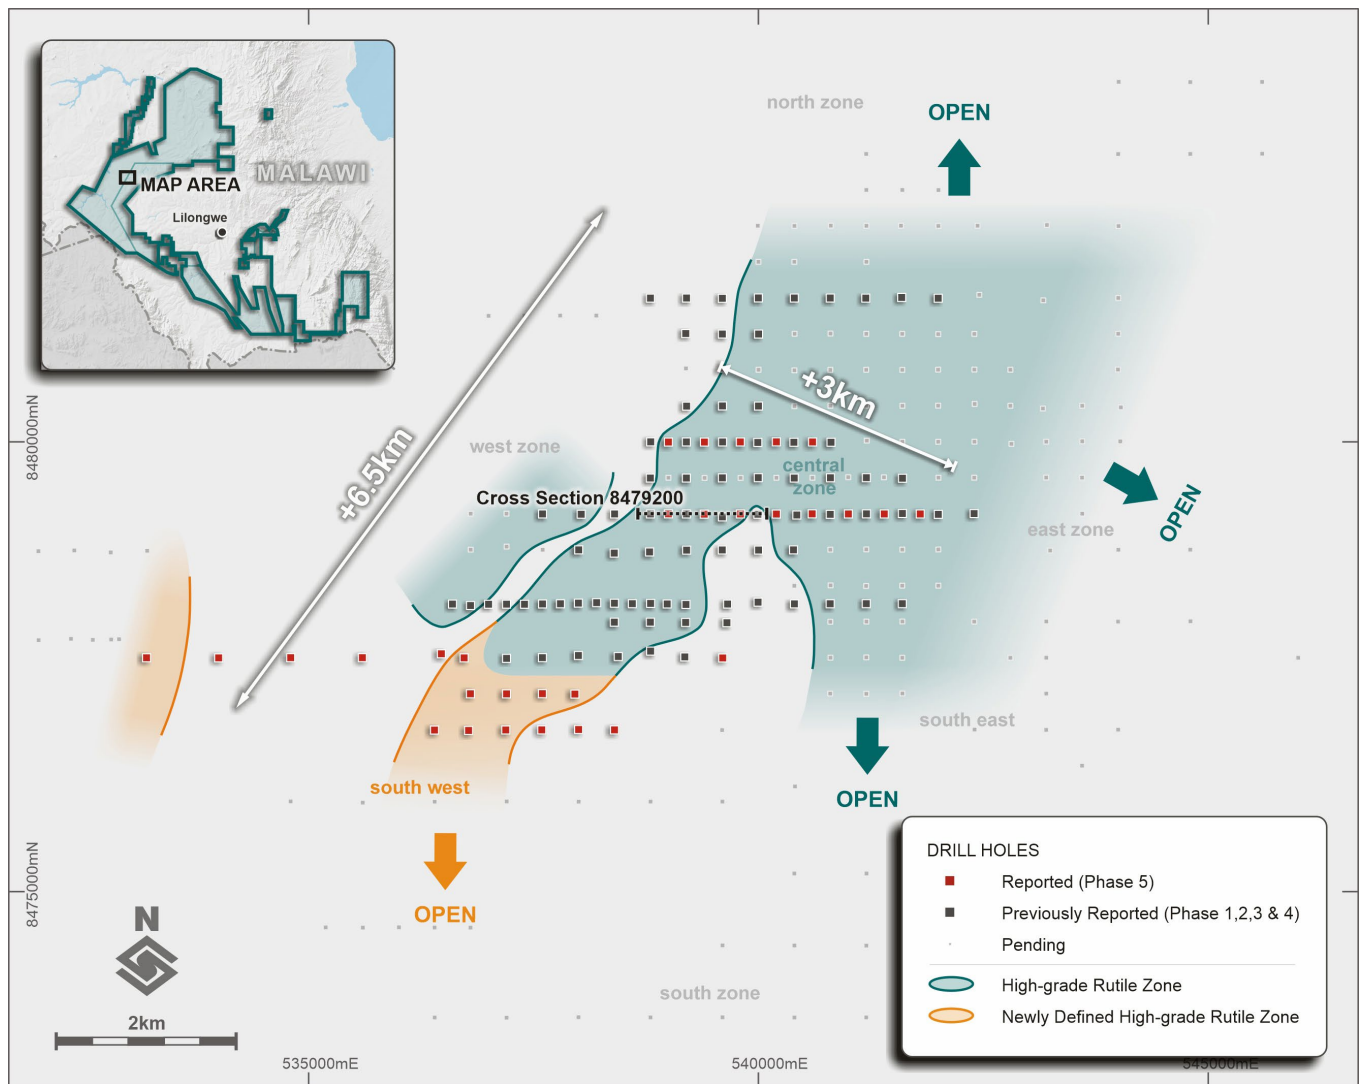 north zone
OPEN
MALAWI
MAP AREA
Lilongwe
+3km
8480000mN
+6.5km
west zone
central
zone
Cross Section 8479200
OPEN
east zone
south east
south west
OPEN
8475000mN
OPEN
DRILL HOLES
Reported (Phase 5)
Previously Reported (Phase 1,2,3 & 4)
Pending
High-grade Rutile Zone
Newly Defined High-grade Rutile Zone
N
south zone
2km
535000mE
540000mE
545000mE